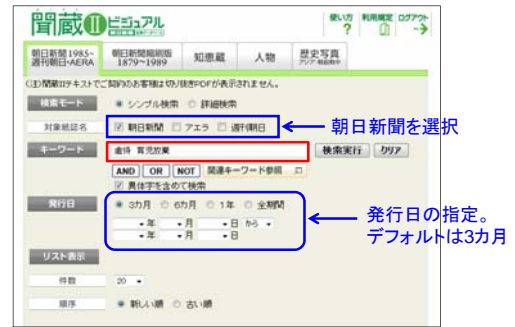 聞蔵Ⅱビジュアル
使い方 利用規定 ログアウト
?
朝日新聞1985~ 朝日新聞縮刷版 知恵蔵 人物 歴史写真
週刊朝日・AERA 1879~1989
(注)聞蔵Ⅱテキストでご契約のお客様は切り抜きPDFが表示されません。
検索モード シンプル検索 詳細検索
対象紙誌名 朝日新聞 アエラ 週刊朝日 朝日新聞を選択
キーワード 虐待 育児放棄 検索実行 クリア
AND OR NOT 関連キーワード参照
異体字を含めて検索
発行日 3カ月 6カ月 1年 全期間
年 月 日 から
年 月 日
発行日の指定。
デフォルトは3カ月
リスト表示
件数 20
順序 新しい順 古い順